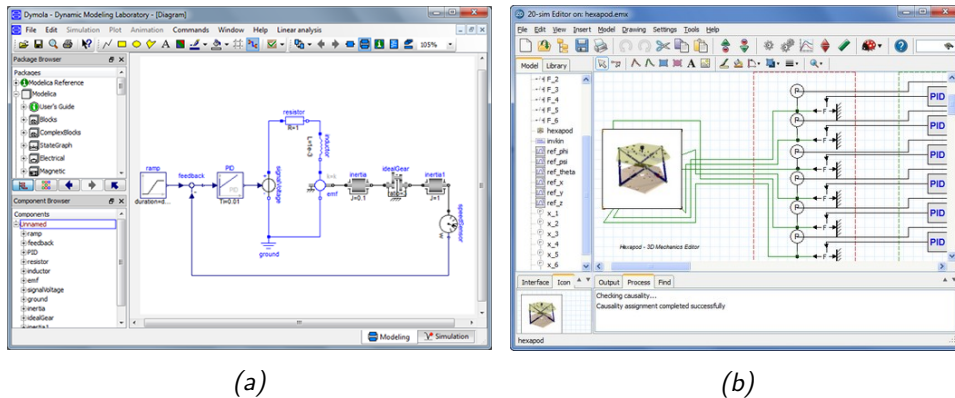 Dymola - Dynamic Modeling Laboratory - [Diagram]
File Edit Simulation Plot Animation Commands Window Help Linear analysis
105%
Package Browser
Packages
Modelica Reference
Modelica
User's Guide
Blocks
ComplexBlocks
StateGraph
Electrical
Magnetic
Component Browser
Components
Unnamed
ramp
feedback
PID
resistor
inductor
emf
signalVoltage
ground
inertia
idealGear
inertia1
resistor
R=1
inductor
L=1e-3
ramp
duration=d...
feedback
PID
PID
Ti=0.01
signalVoltage
emf
inertia
J=0.1
idealGear
inertia1
J=1
speedSensor
w
ground
Modeling
Simulation
(a)
20-sim Editor on: hexapod.emx
File Edit View Insert Model Drawing Settings Tools Help
Model Library
F_2
F_3
F_4
F_5
F_6
hexapod
invkin
ref_phi
ref_psi
ref_theta
ref_x
ref_y
ref_z
x_1
x_2
x_3
x_4
x_5
x_6
Hexapod - 3D Mechanics Editor
P
F
PID
P
F
PID
P
F
PID
P
F
PID
P
F
PID
P
F
PID
Interface Icon
Output Process Find
Checking causality...
Causality assignment completed successfully
hexapod
(b)